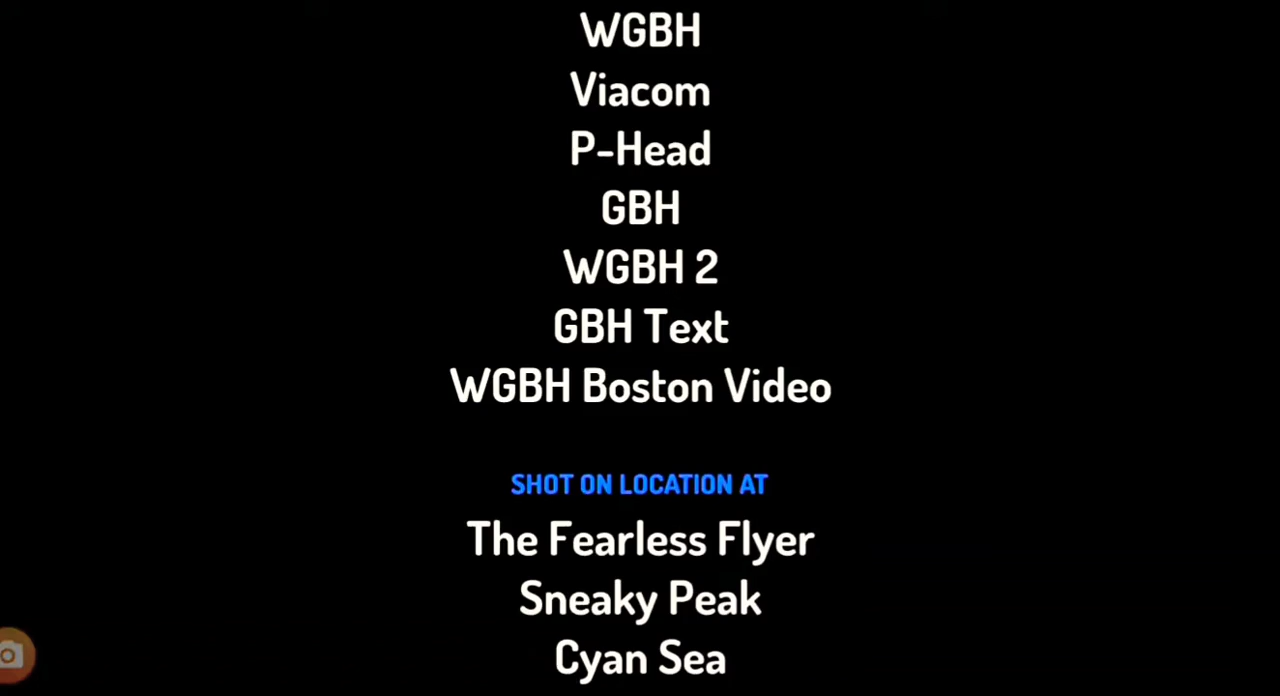 WGBH
Viacom
P-Head
GBH
WGBH 2
GBH Text
WGBH Boston Video
SHOT ON LOCATION AT
The Fearless Flyer
Sneaky Peak
Cyan Sea